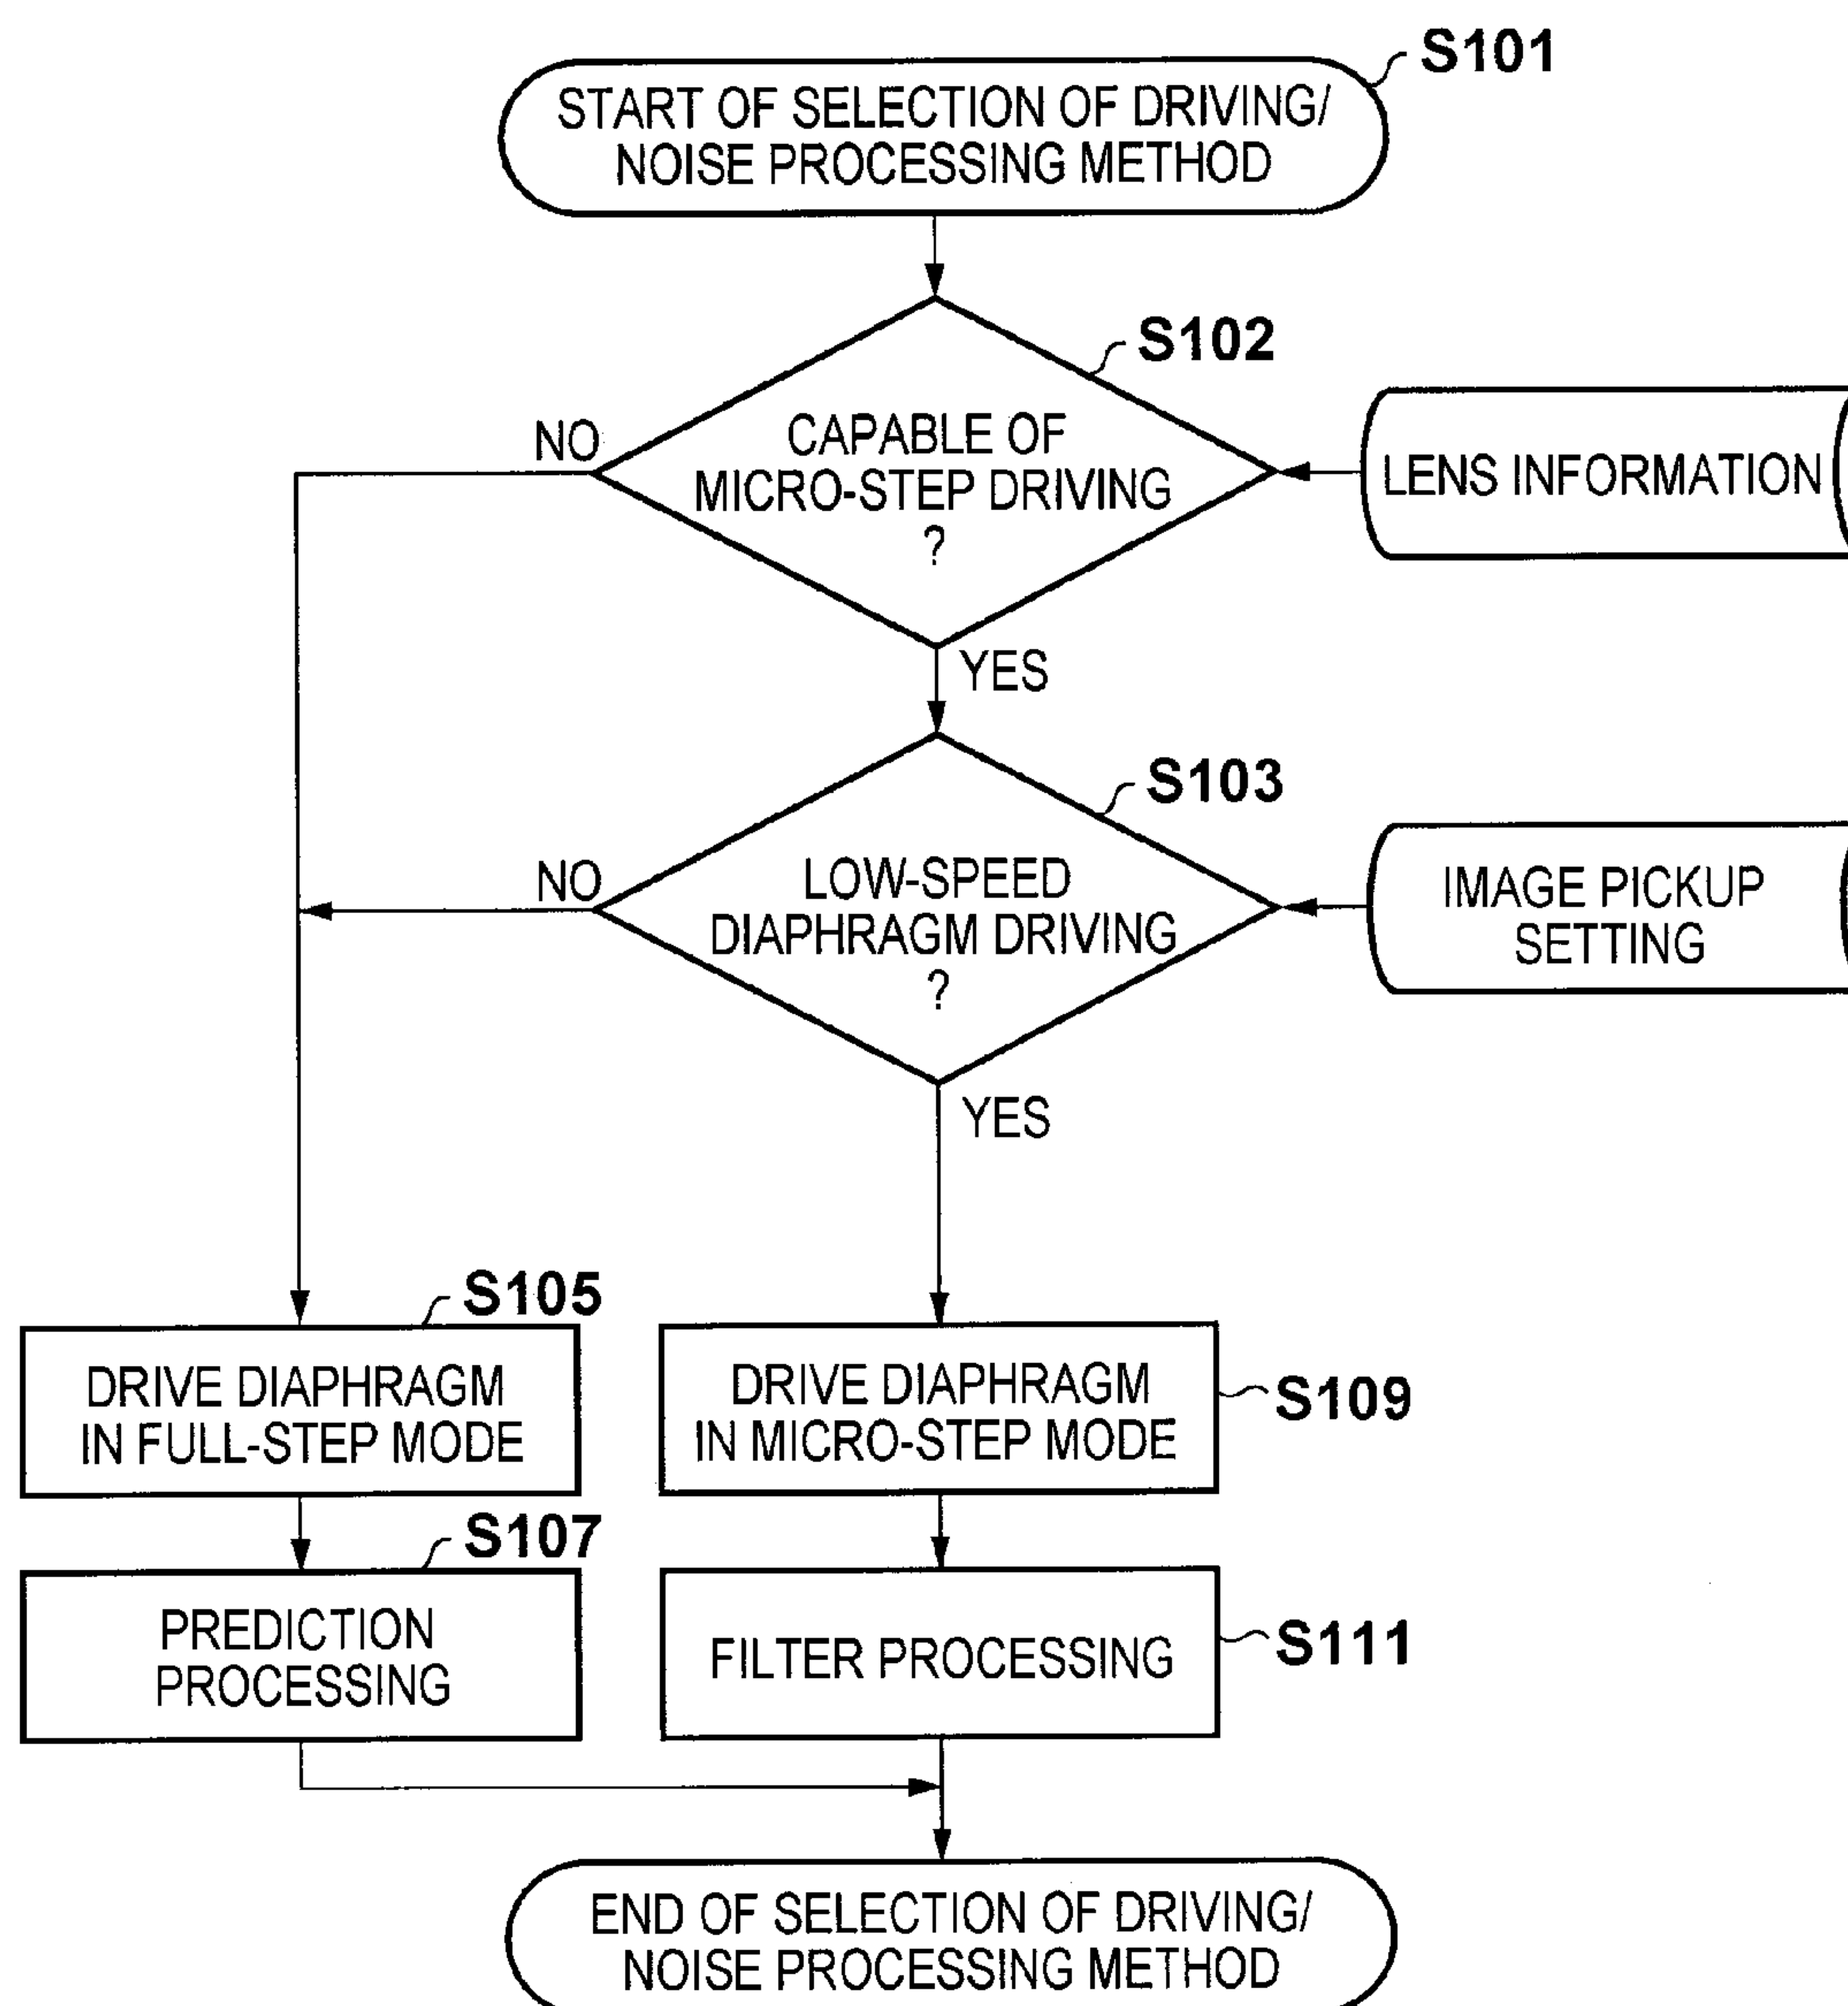 S101
START OF SELECTION OF DRIVING/
NOISE PROCESSING METHOD
S102
NO
CAPABLE OF
MICRO-STEP DRIVING
?
LENS INFORMATION
YES
S103
NO
LOW-SPEED
DIAPHRAGM DRIVING
?
IMAGE PICKUP
SETTING
YES
S105
DRIVE DIAPHRAGM
IN FULL-STEP MODE
DRIVE DIAPHRAGM
IN MICRO-STEP MODE
S109
S107
PREDICTION
PROCESSING
FILTER PROCESSING
S111
END OF SELECTION OF DRIVING/
NOISE PROCESSING METHOD